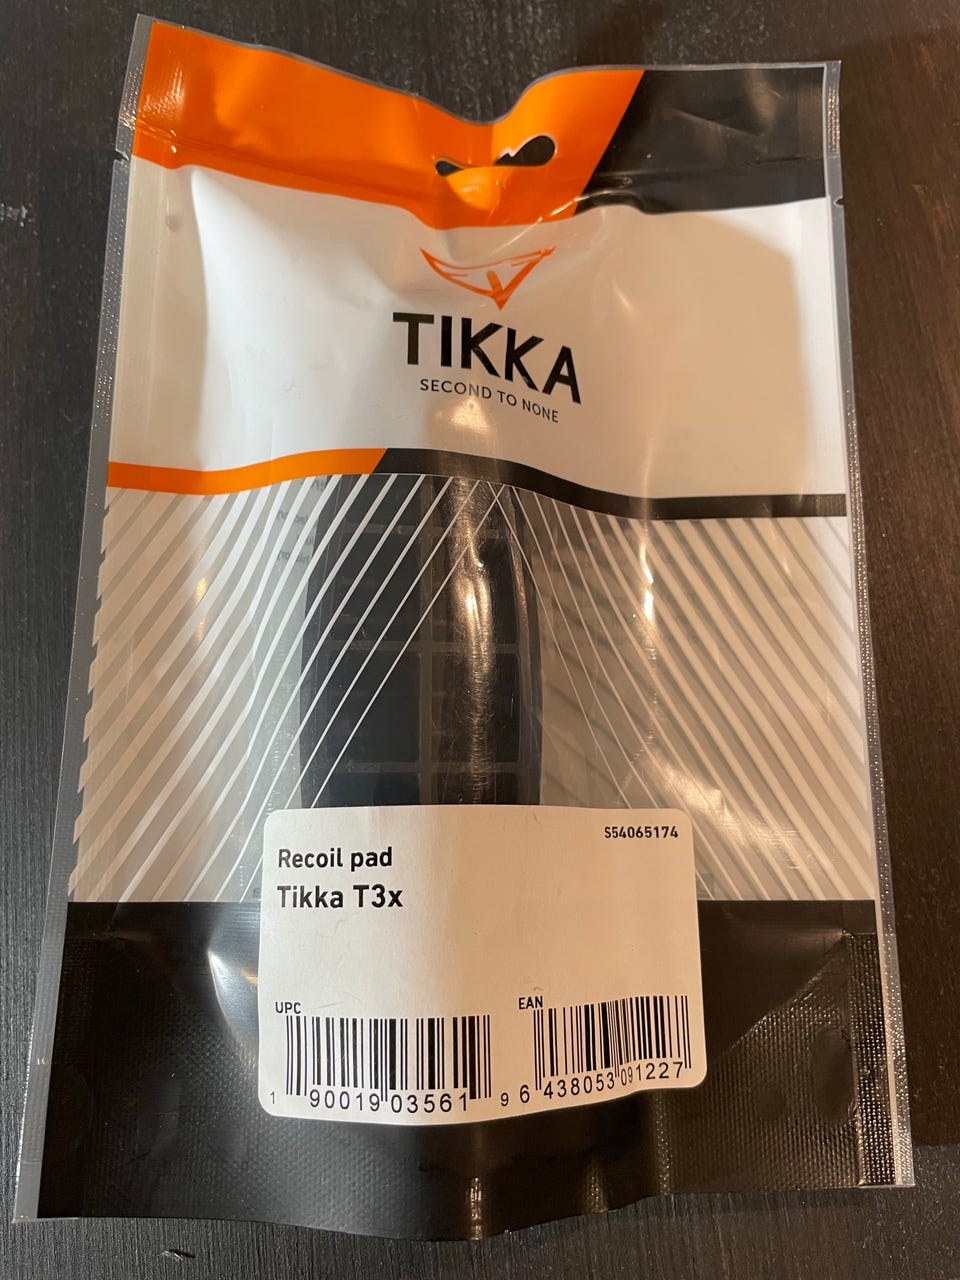 TIKKA
SECOND TO NONE
S54065174
Recoil pad
Tikka T3x
UPC
EAN
1 90019 03561 9
6 438053 091227